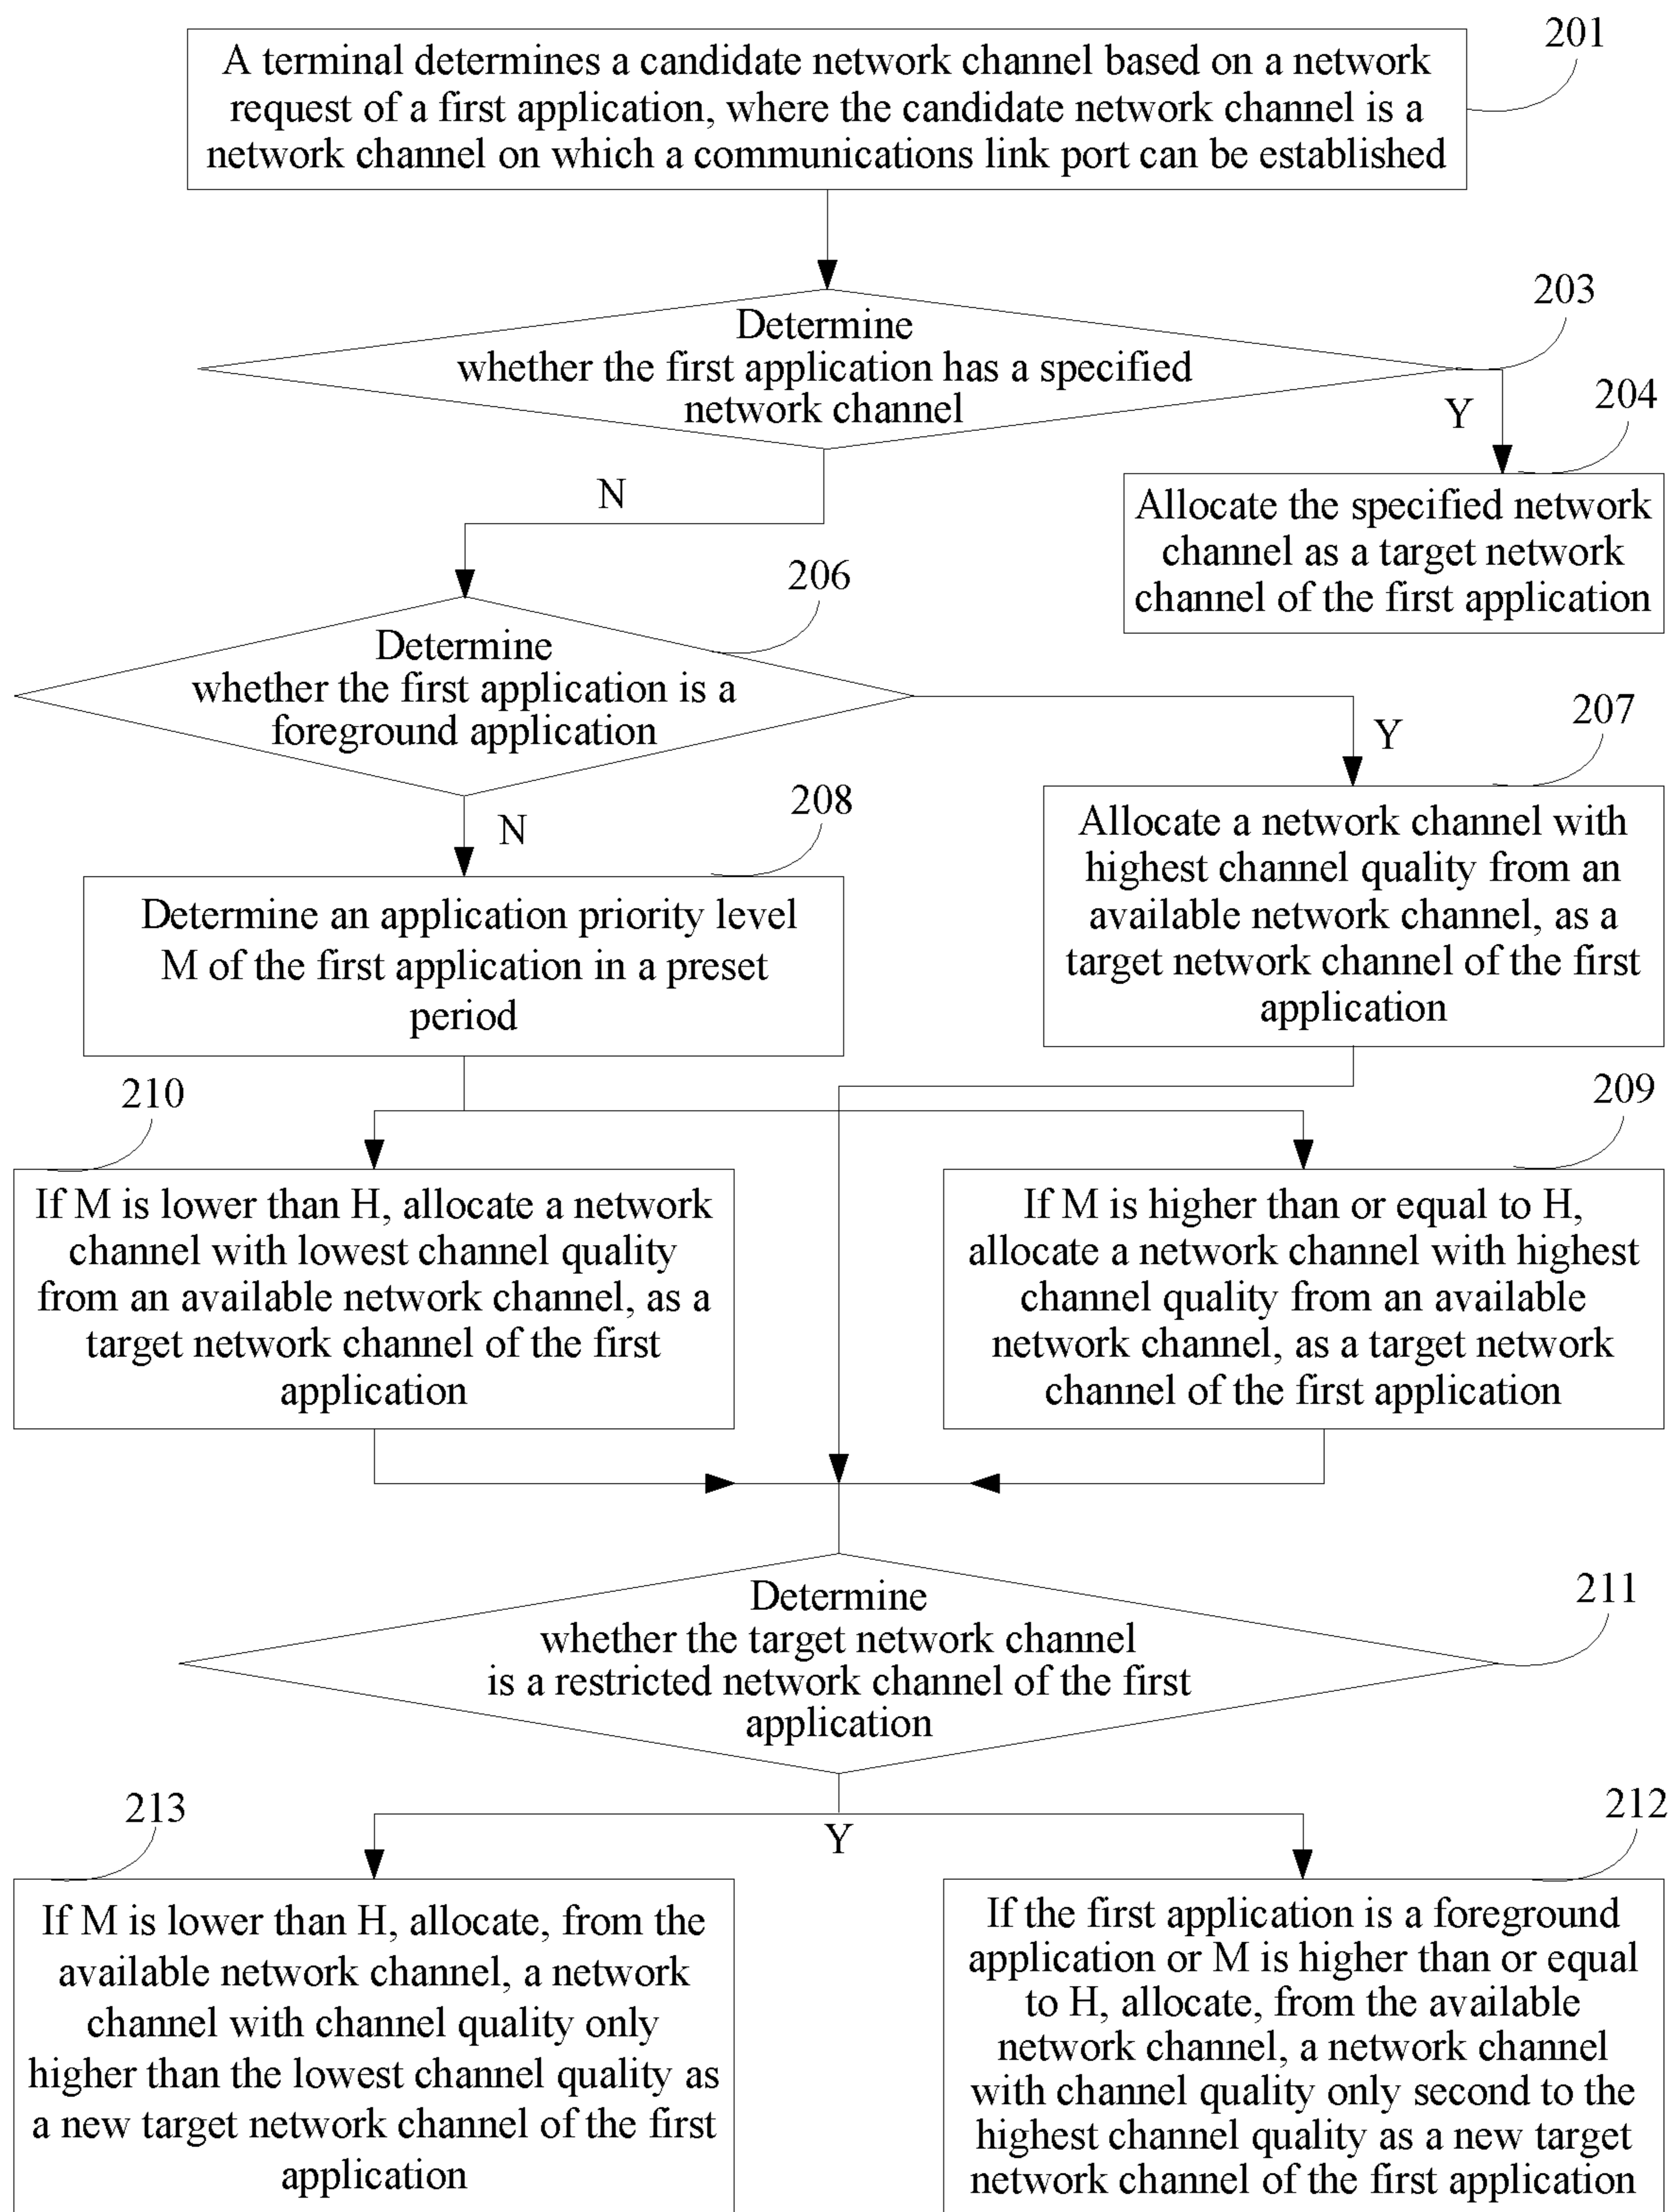 201
A terminal determines a candidate network channel based on a network
request of a first application, where the candidate network channel is a
network channel on which a communications link port can be established
203
Determine
whether the first application has a specified
network channel
Y
204
Allocate the specified network
channel as a target network
channel of the first application
N
206
Determine
whether the first application is a
foreground application
Y
207
Allocate a network channel with
highest channel quality from an
available network channel, as a
target network channel of the first
application
N
208
Determine an application priority level
M of the first application in a preset
period
210
If M is lower than H, allocate a network
channel with lowest channel quality
from an available network channel, as a
target network channel of the first
application
209
If M is higher than or equal to H,
allocate a network channel with highest
channel quality from an available
network channel, as a target network
channel of the first application
211
Determine
whether the target network channel
is a restricted network channel of the first
application
Y
213
If M is lower than H, allocate, from the
available network channel, a network
channel with channel quality only
higher than the lowest channel quality as
a new target network channel of the first
application
212
If the first application is a foreground
application or M is higher than or equal
to H, allocate, from the available
network channel, a network channel
with channel quality only second to the
highest channel quality as a new target
network channel of the first application